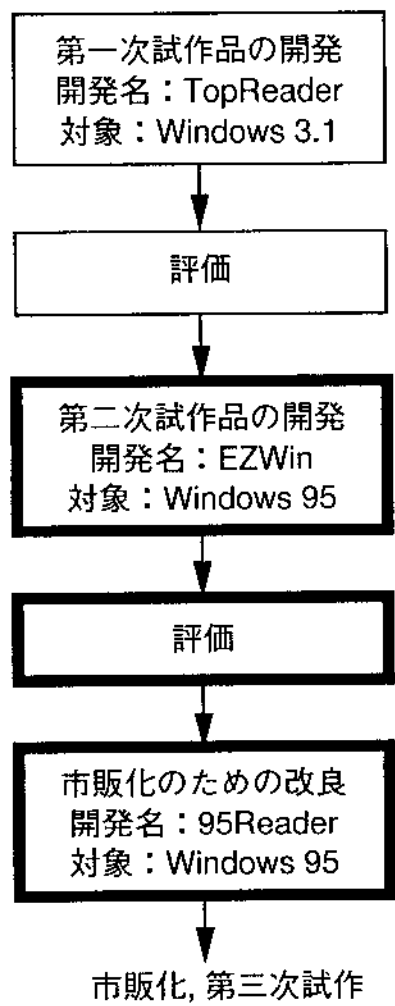 第一次試作品の開発
開発名：TopReader
対象：Windows 3.1
評価
第二次試作品の開発
開発名：EZWin
対象：Windows 95
評価
市販化のための改良
開発名：95Reader
対象：Windows 95
市販化, 第三次試作